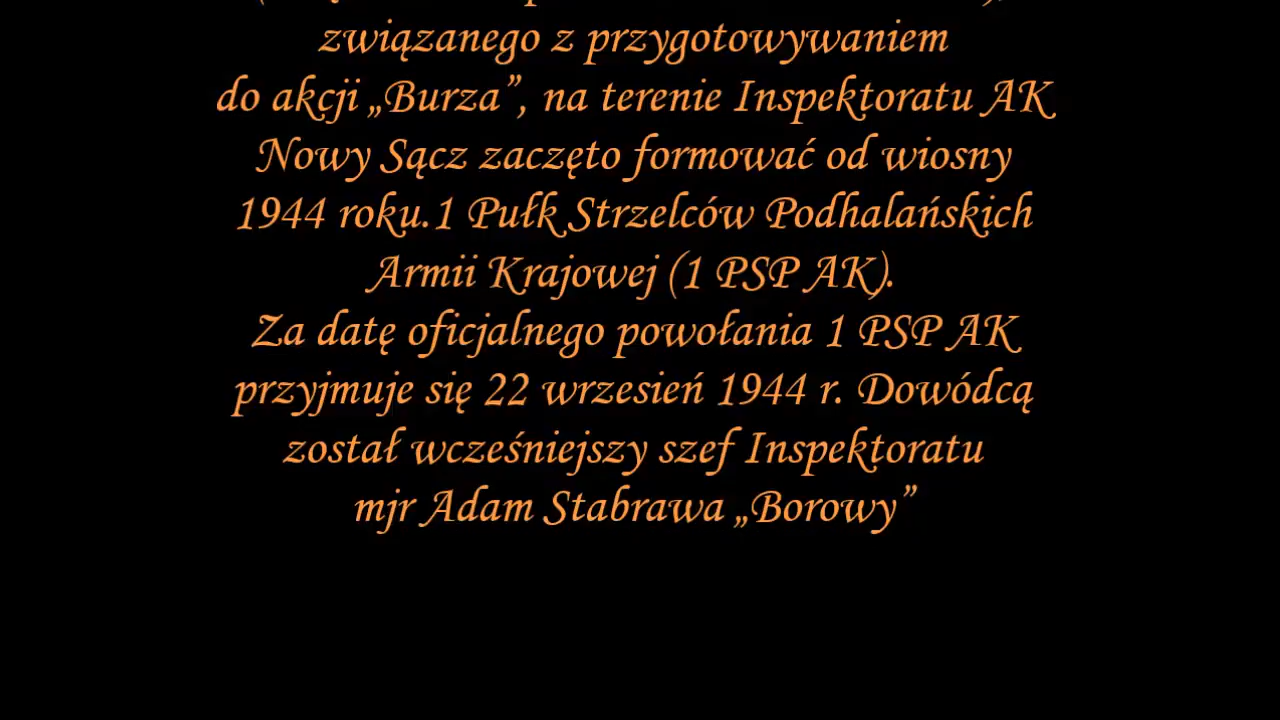 związanego z przygotowywaniem
do akcji „Burza”, na terenie Inspektoratu AK
Nowy Sącz zaczęto formować od wiosny
1944 roku.1 Pułk Strzelców Podhalańskich
Armii Krajowej (1 PSP AK).
Za datę oficjalnego powołania 1 PSP AK
przyjmuje się 22 wrzesień 1944 r. Dowódcą
został wcześniejszy szef Inspektoratu
mjr Adam Stabrawa „Borowy”